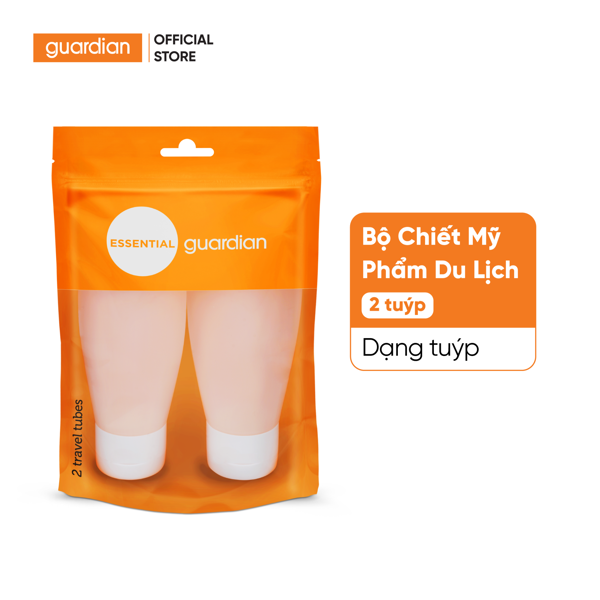 guardian
OFFICIAL
STORE
ESSENTIAL
guardian
2 travel tubes
Bộ Chiết Mỹ
Phẩm Du Lịch
2 tuýp
Dạng tuýp